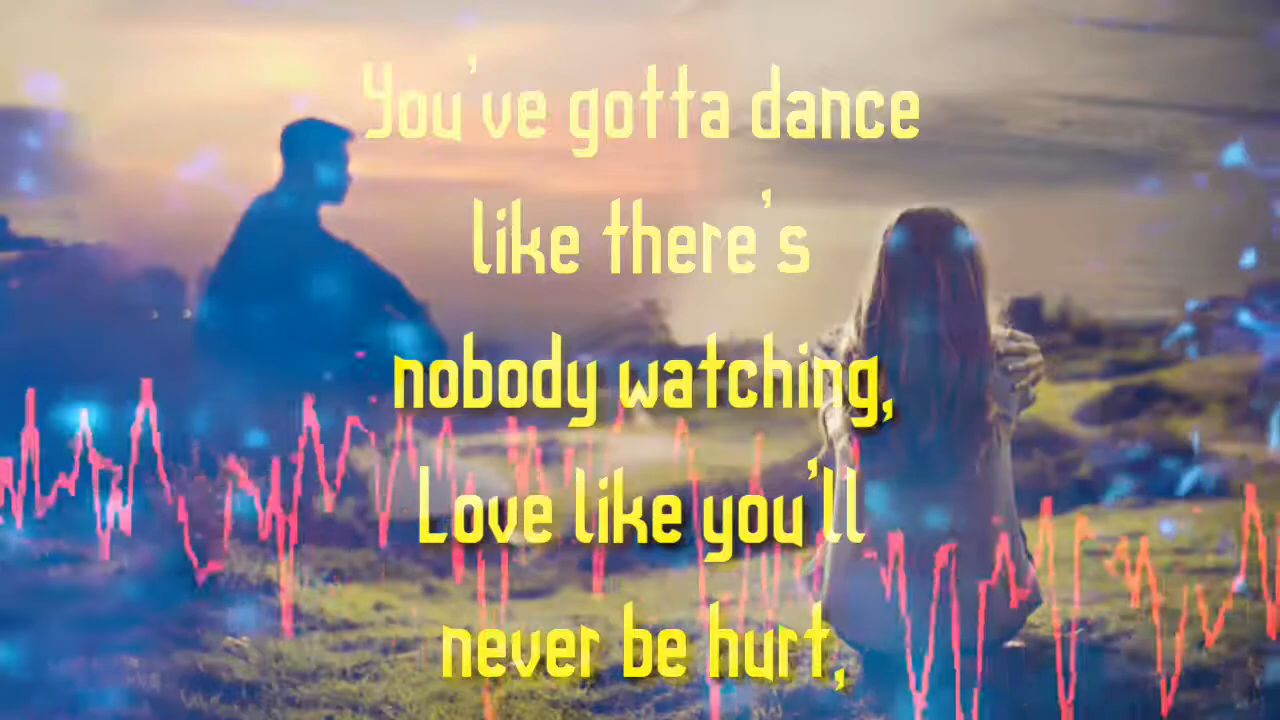 You've gotta dance
like there's
nobody watching,
Love like you'll
never be hurt,